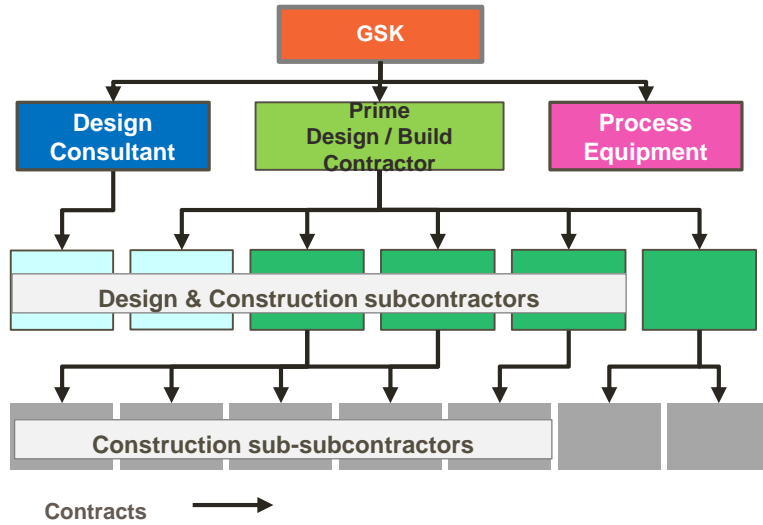 GSK
Design
Consultant
Prime
Design / Build
Contractor
Process
Equipment
Design & Construction subcontractors
Construction sub-subcontractors
Contracts